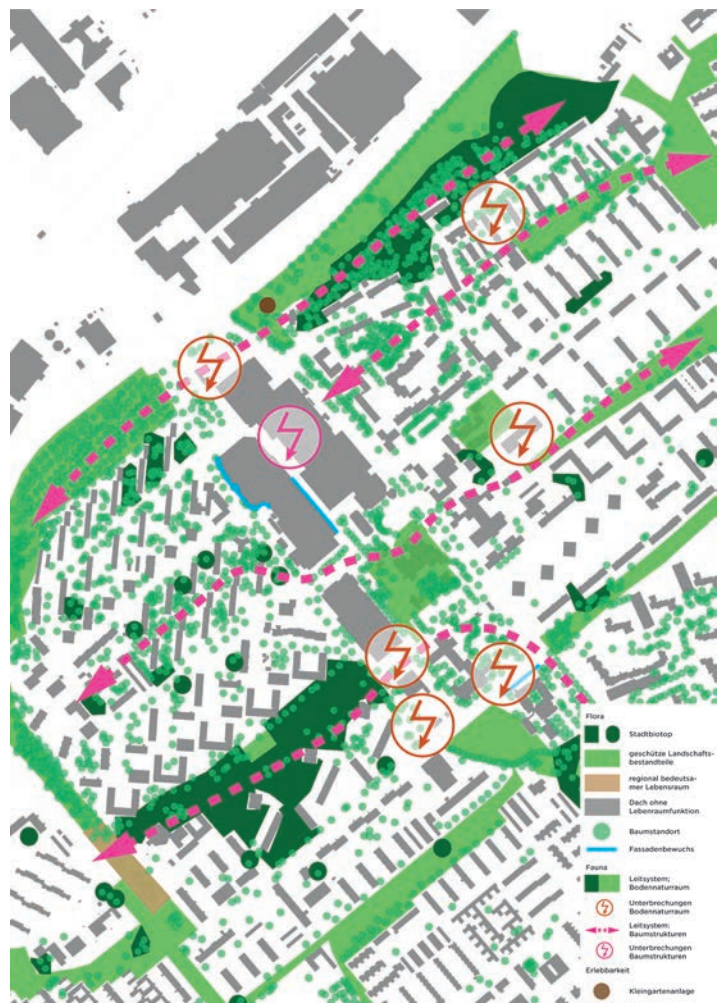 Flora
Stadtbiotop
geschütze Landschafts-
bestandteile
regional bedeutsa-
mer Lebensraum
Dach ohne
Lebenraumfunktion
Baumstandort
Fassadenbewuchs
Fauna
Leitsystem;
Bodennaturraum
Unterbrechungen
Bodennaturraum
Leitsystem:
Baumstrukturen
Unterbrechungen
Baumstrukturen
Erlebbarkeit
Kleingartenanlage